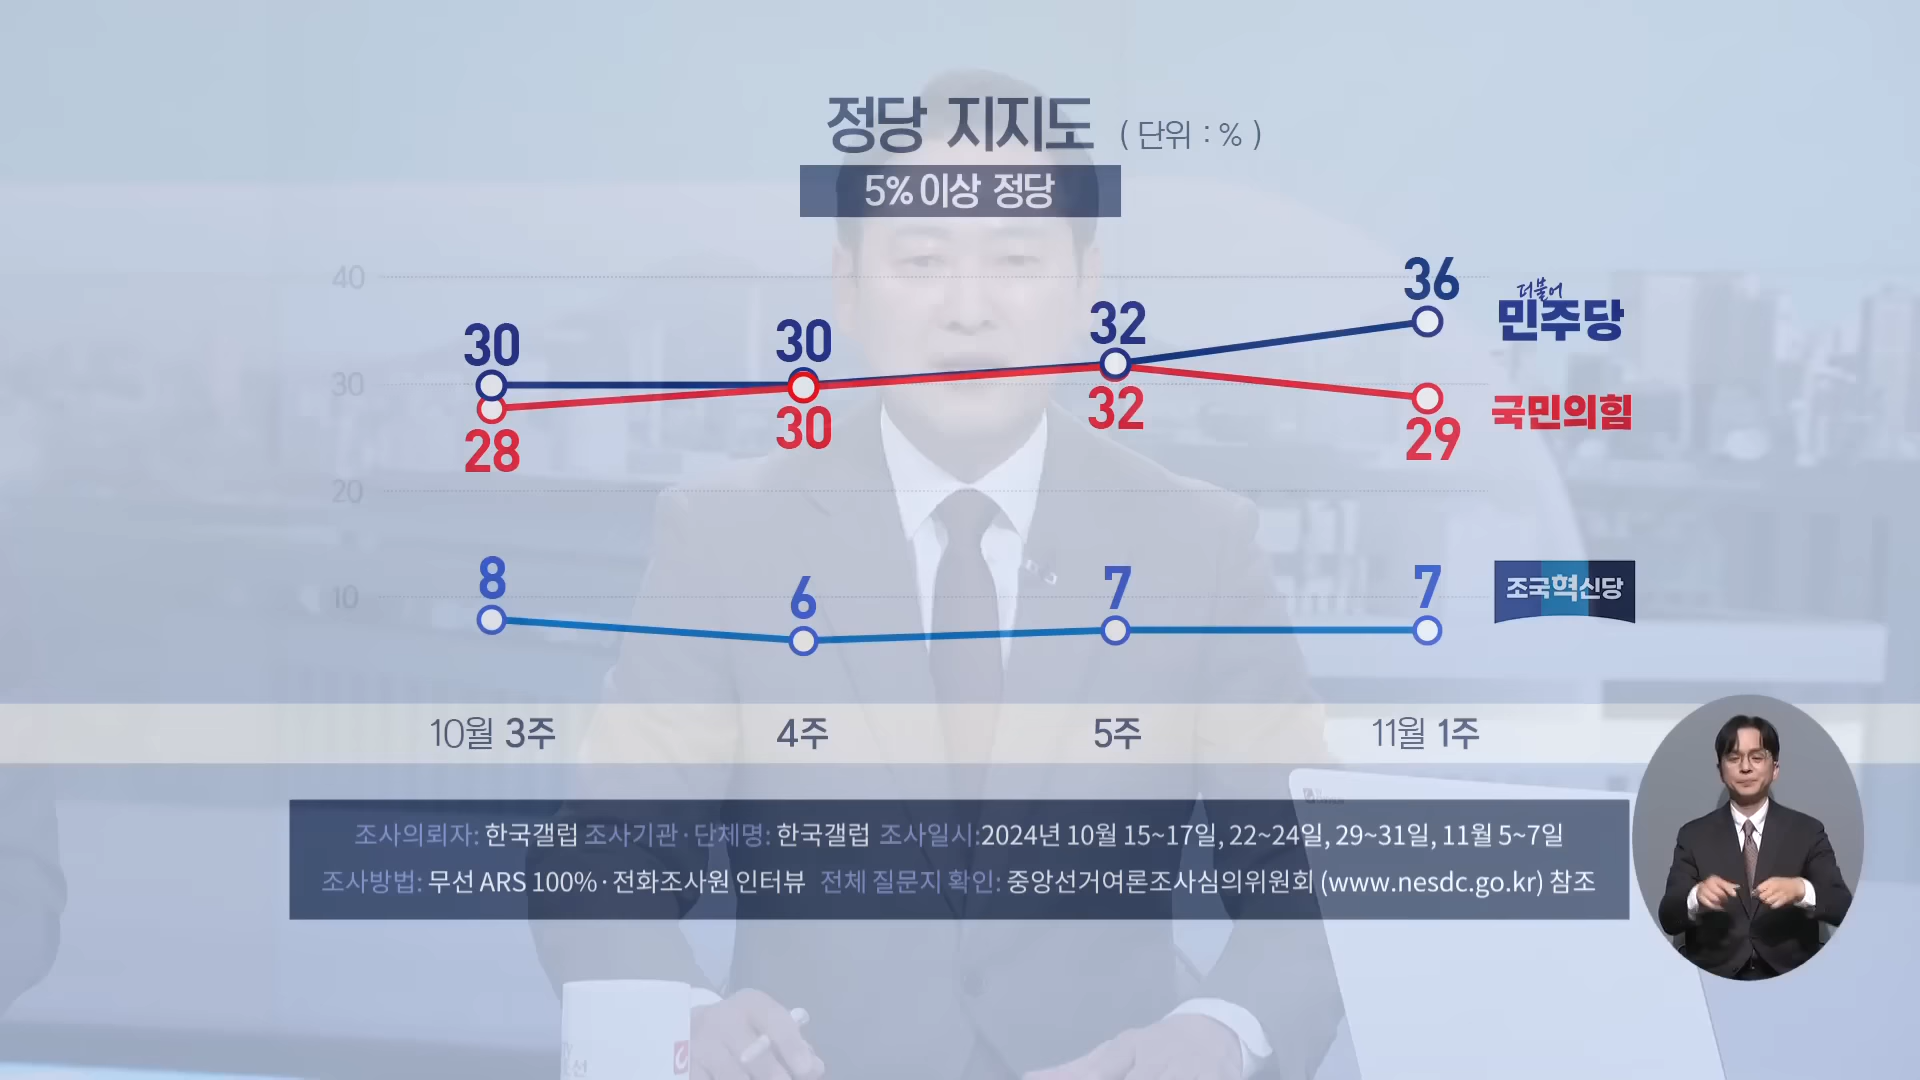 정당 지지도 ( 단위 : % )
5% 이상 정당
40
30
20
10
30
30
32
36
28
30
32
29
8
6
7
7
더불어
민주당
국민의힘
조국혁신당
10월 3주
4주
5주
11월 1주
조사의뢰자: 한국갤럽 조사기관 · 단체명: 한국갤럽 조사일시:2024년 10월 15~17일, 22~24일, 29~31일, 11월 5~7일
조사방법: 무선 ARS 100% · 전화조사원 인터뷰 전체 질문지 확인: 중앙선거여론조사심의위원회 (www.nesdc.go.kr) 참조